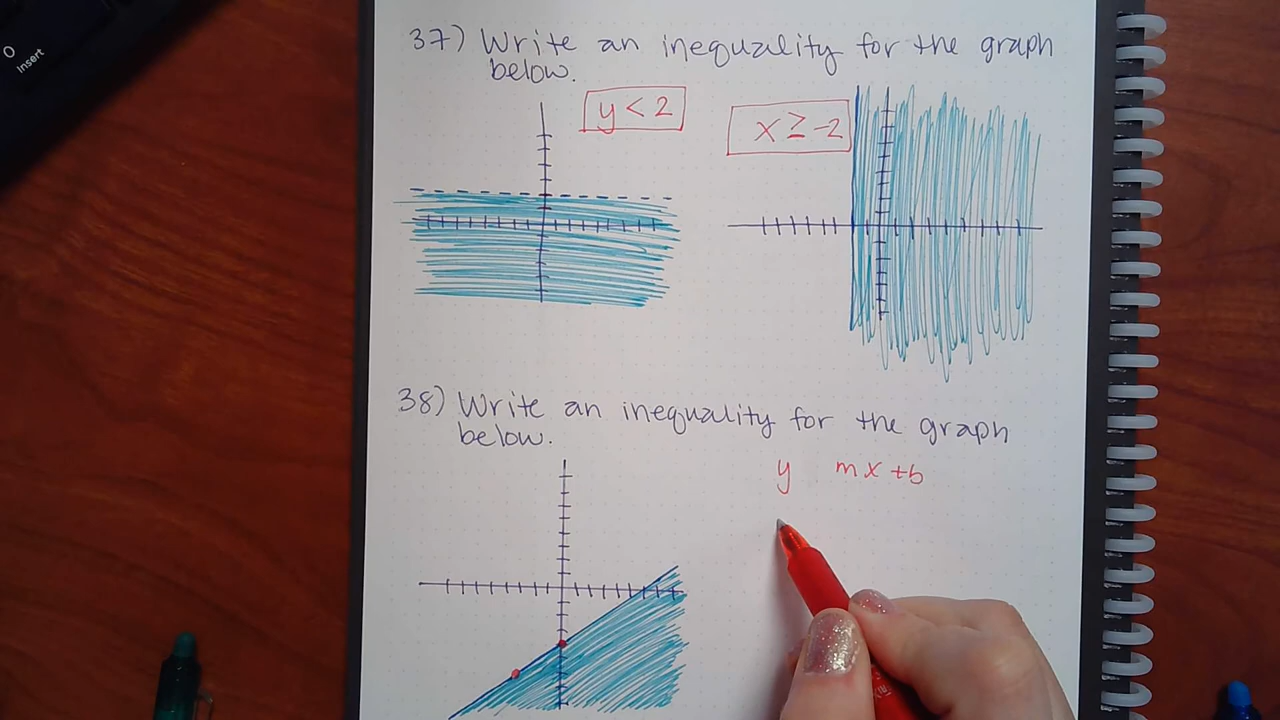 0
Insert
37) Write an inequality for the graph
below.
y < 2
x ≥ -2
38) Write an inequality for the graph
below.
y mx +b